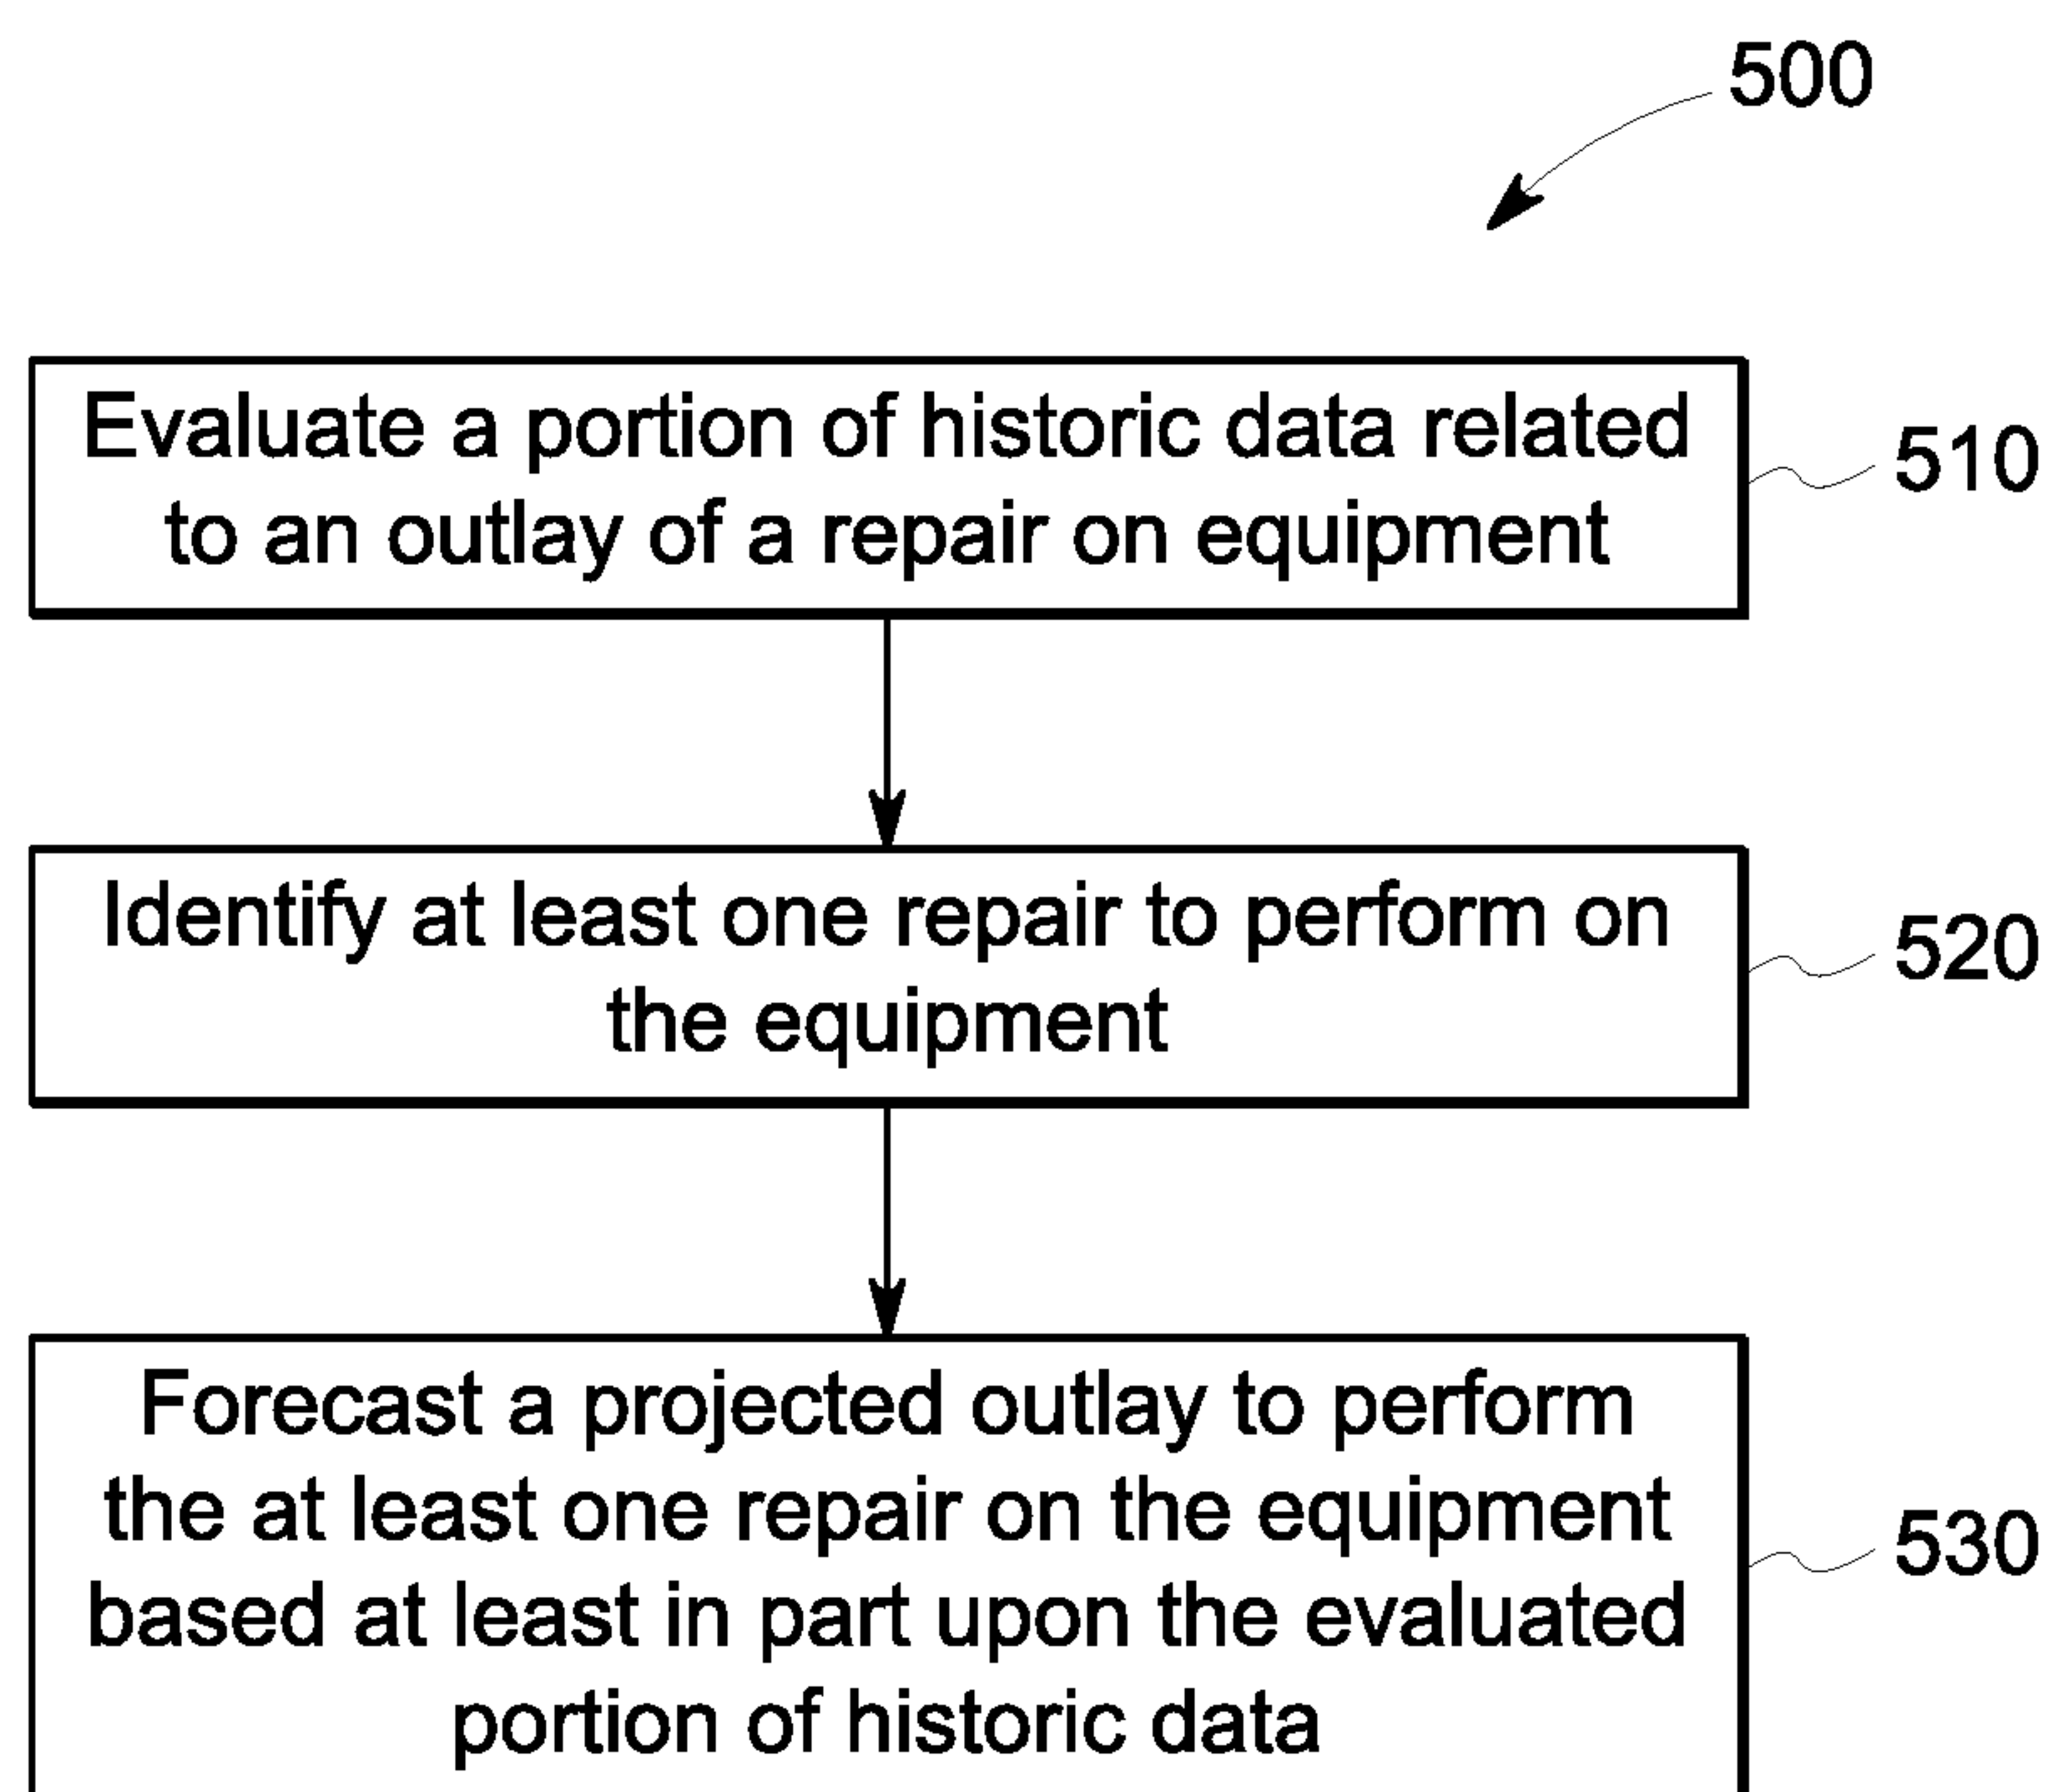 500
Evaluate a portion of historic data related
to an outlay of a repair on equipment
510
Identify at least one repair to perform on
the equipment
520
Forecast a projected outlay to perform
the at least one repair on the equipment
based at least in part upon the evaluated
portion of historic data
530